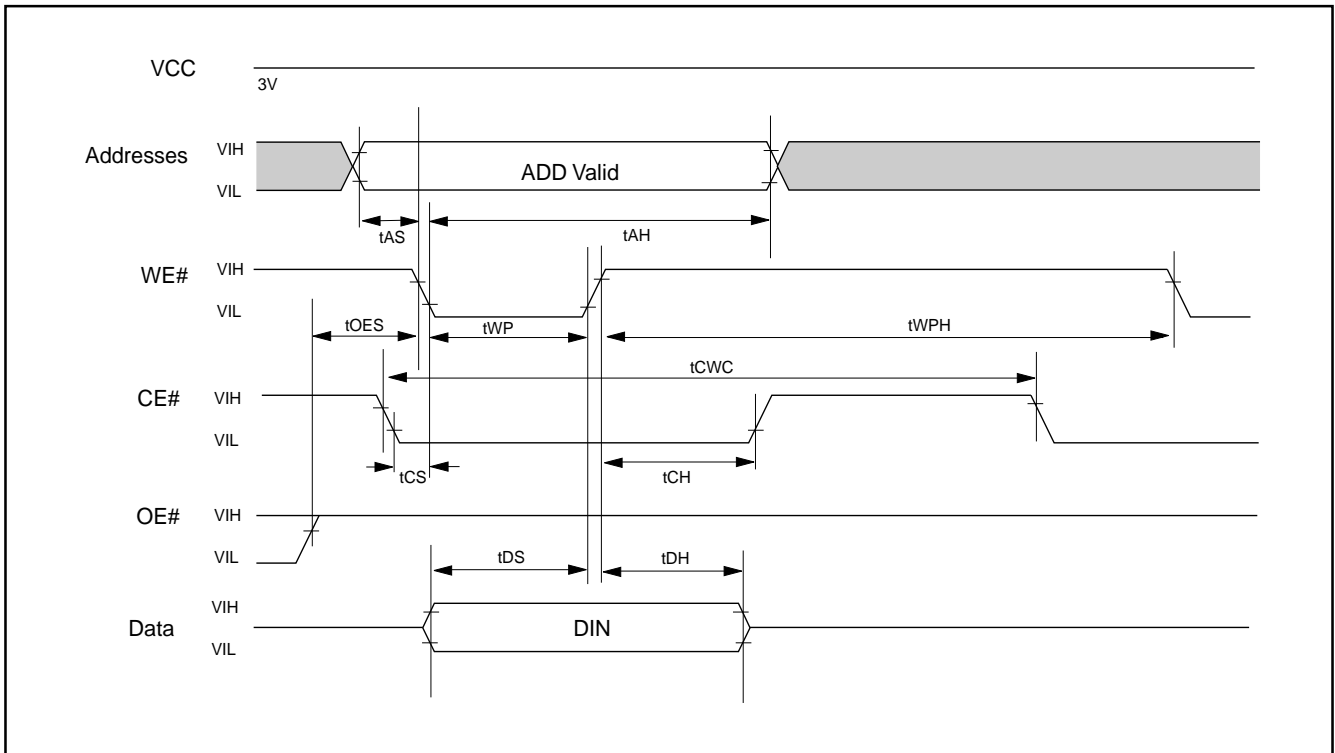 VCC
3V
Addresses
VIH
ADD Valid
VIL
tAS
tAH
WE#
VIH
VIL
tOES
tWP
tWPH
tCWC
CE#
VIH
VIL
tCS
tCH
OE#
VIH
VIL
tDS
tDH
VIH
Data
DIN
VIL